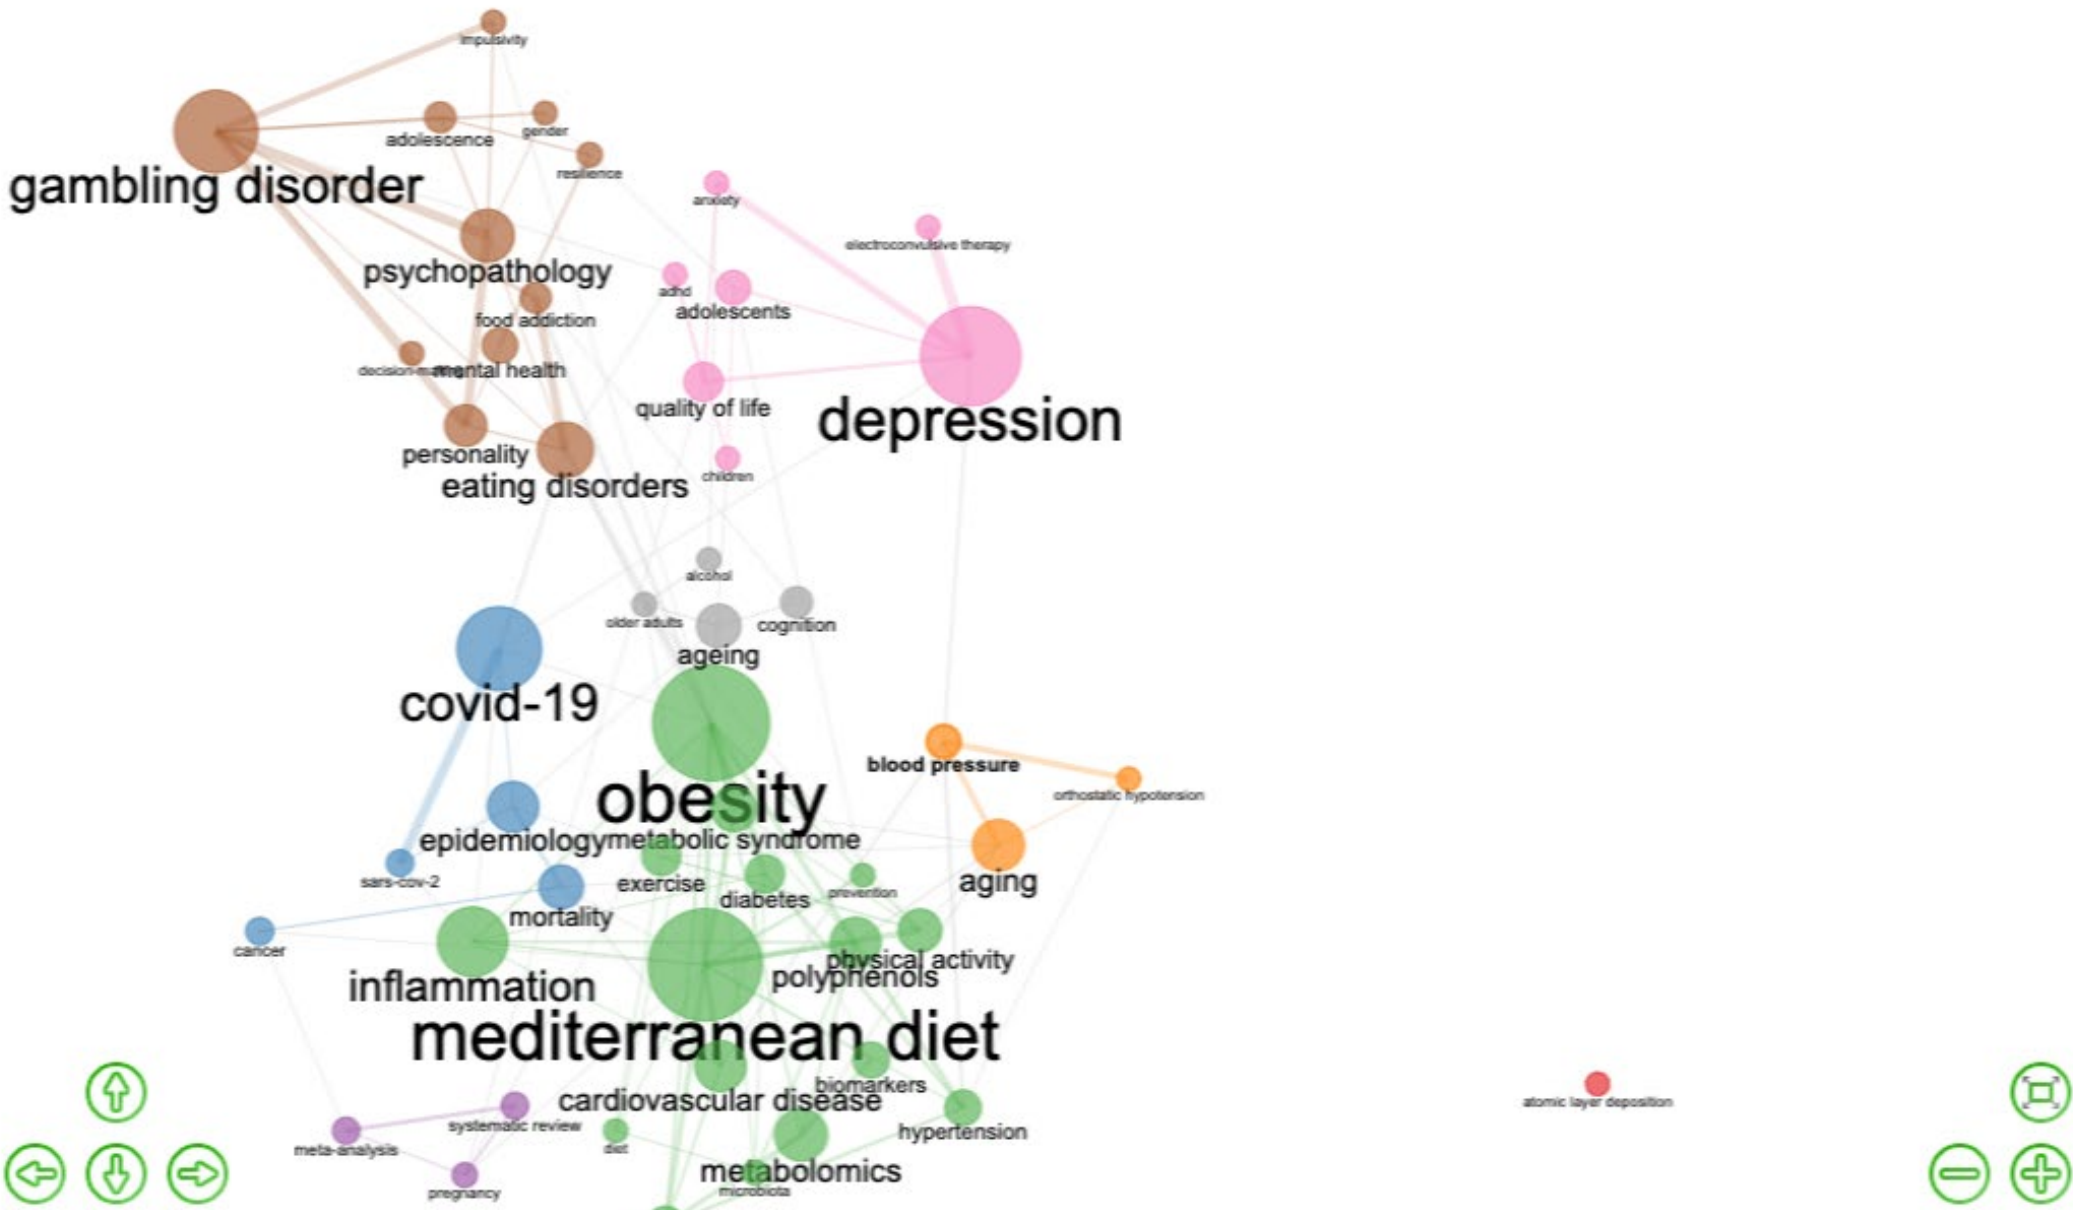 impulsivity
adolescence
gender
resilience
gambling disorder
anxiety
electroconvulsive therapy
psychopathology
adhd
adolescents
food addiction
mental health
quality of life
depression
personality
eating disorders
children
alcohol
older adults
cognition
ageing
covid-19
blood pressure
orthostatic hypotension
obesity
epidemiology
metabolic syndrome
sars-cov-2
exercise
diabetes
prevention
aging
mortality
cancer
physical activity
polyphenols
inflammation
mediterranean diet
biomarkers
cardiovascular disease
atomic layer deposition
systematic review
hypertension
meta-analysis
diet
metabolomics
microbiota
pregnancy